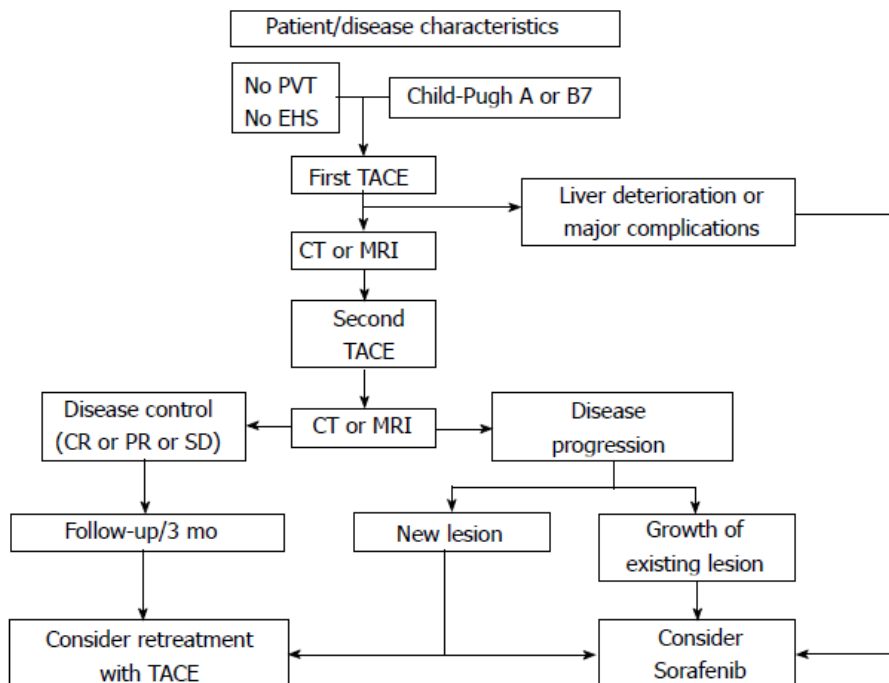 Patient/disease characteristics
No PVT
No EHS
Child-Pugh A or B7
First TACE
Liver deterioration or
major complications
CT or MRI
Second
TACE
Disease control
(CR or PR or SD)
CT or MRI
Disease
progression
Follow-up/3 mo
New lesion
Growth of
existing lesion
Consider retreatment
with TACE
Consider
Sorafenib